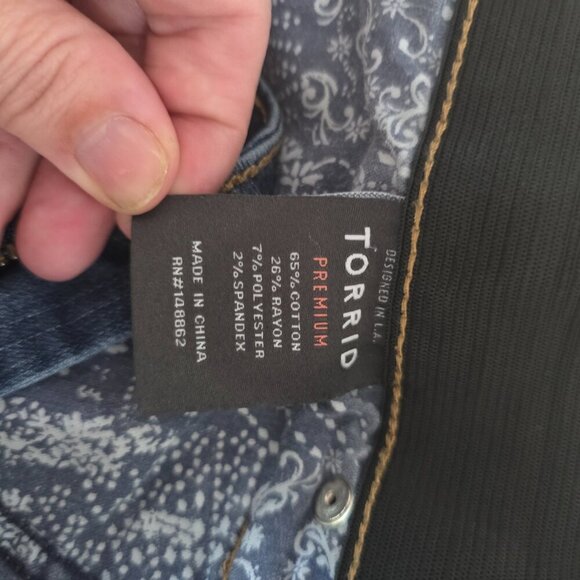 DESIGNED IN L.A.
TORRID
PREMIUM
65% COTTON
26% RAYON
7% POLYESTER
2% SPANDEX
MADE IN CHINA
RN#148862